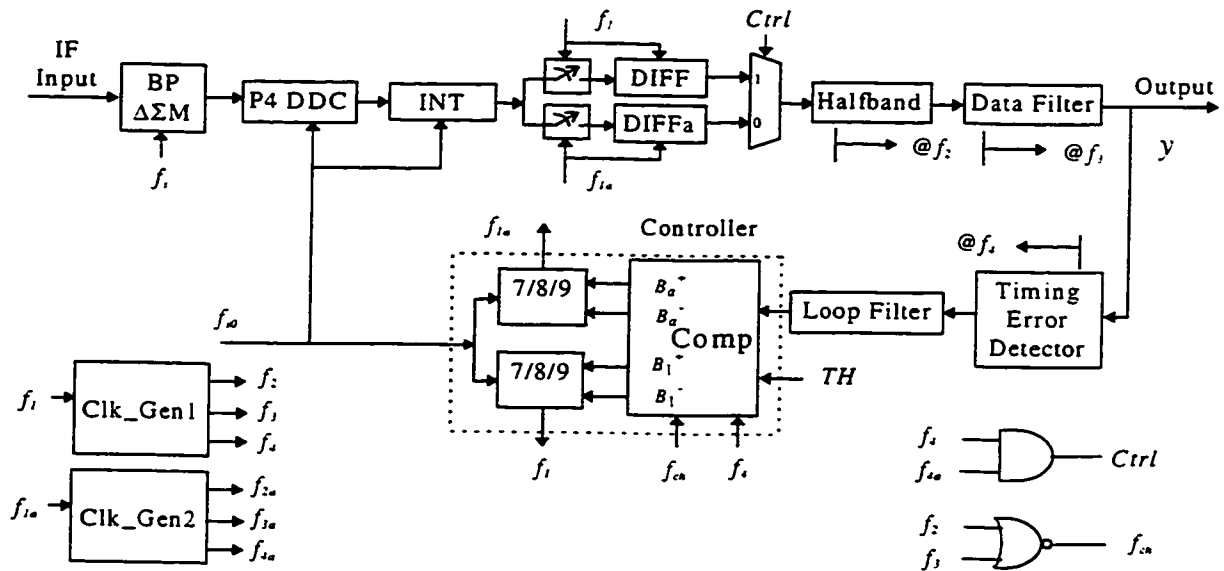 IF
Input
BP
ΔΣM
f_s
P4 DDC
INT
f_1
DIFF
DIFFa
f_1a
Ctrl
1
0
Halfband
@f_2
Data Filter
@f_3
Output
y
f_1a
Controller
7/8/9
7/8/9
B_a^+
B_a^-
Comp
B_1^+
B_1^-
f_s0
f_1
f_ch
f_4
TH
Loop Filter
@f_4
Timing
Error
Detector
f_1
Clk_Gen1
f_2
f_3
f_4
f_1a
Clk_Gen2
f_2a
f_3a
f_4a
f_4
f_4a
Ctrl
f_2
f_3
f_ch